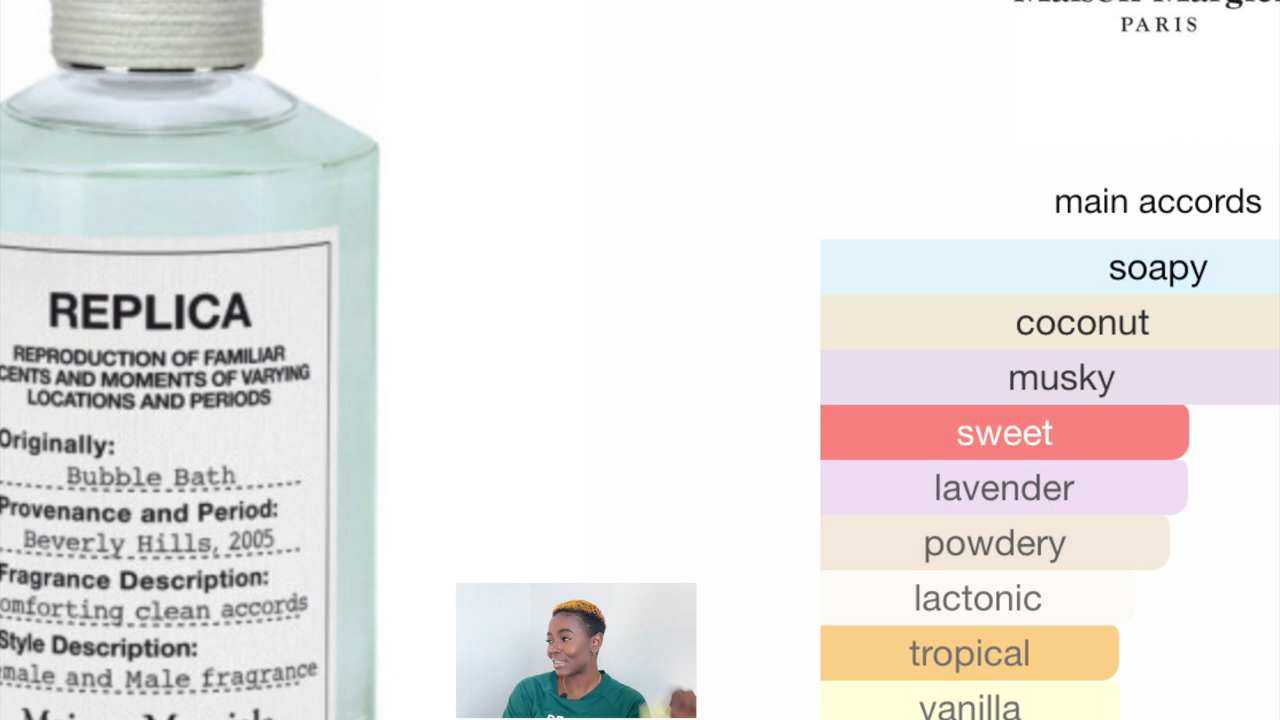 REPLICA
REPRODUCTION OF FAMILIAR
CENTS AND MOMENTS OF VARYING
LOCATIONS AND PERIODS
Originally:
Bubble Bath
Provenance and Period:
Beverly Hills, 2005
Fragrance Description:
omforting clean accords
Style Description:
male and Male fragrance
PARIS
main accords
soapy
coconut
musky
sweet
lavender
powdery
lactonic
tropical
vanilla